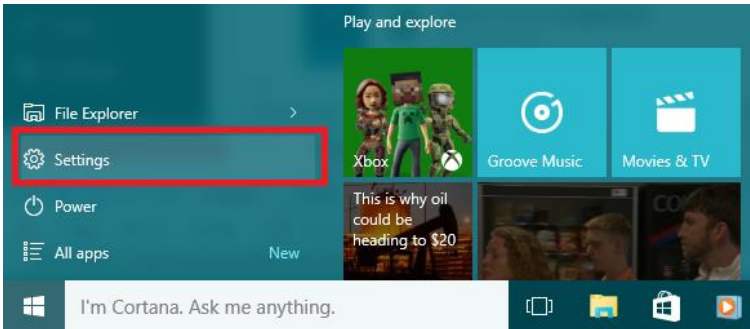 Play and explore
File Explorer
Settings
Power
All apps New
Xbox
Groove Music
Movies & TV
This is why oil
could be
heading to $20
I'm Cortana. Ask me anything.